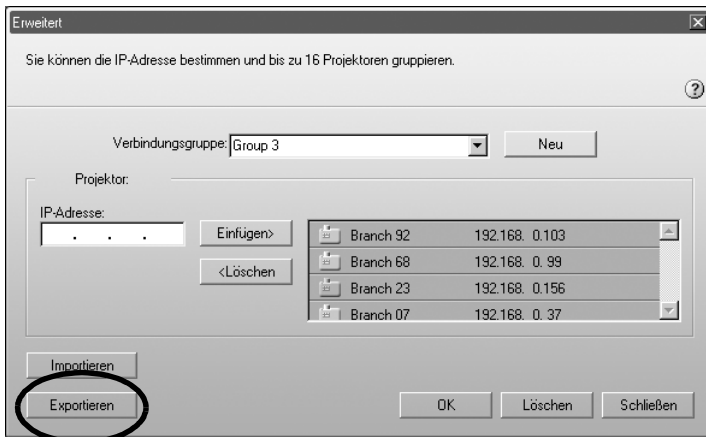 Erweitert
Sie können die IP-Adresse bestimmen und bis zu 16 Projektoren gruppieren.
?
Verbindungsgruppe: Group 3
Neu
Projektor:
IP-Adresse:
. . .
Einfügen>
<Löschen
Branch 92 192.168. 0.103
Branch 68 192.168. 0. 99
Branch 23 192.168. 0.156
Branch 07 192.168. 0. 37
Importieren
Exportieren
OK
Löschen
Schließen